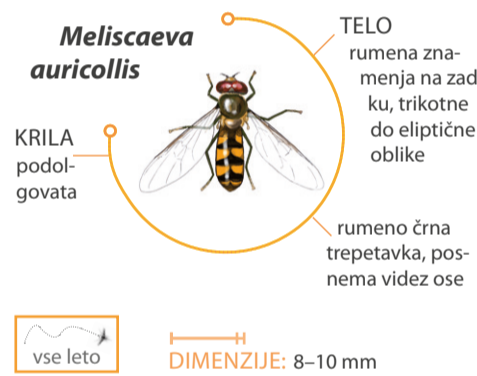 Meliscaeva
auricollis
TELO
rumena zna-
menja na zad
ku, trikotne
do eliptične
oblike
KRILA
podol-
govata
rumeno črna
trepetavka, pos-
nema videz ose
vse leto
DIMENZIJE: 8–10 mm